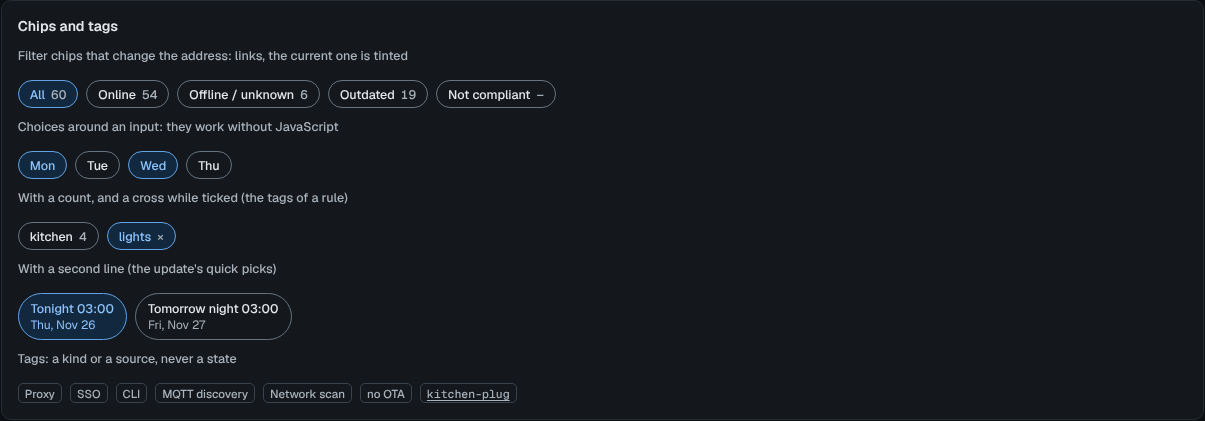 Chips and tags
Filter chips that change the address: links, the current one is tinted
All 60 Online 54 Offline / unknown 6 Outdated 19 Not compliant –
Choices around an input: they work without JavaScript
Mon Tue Wed Thu
With a count, and a cross while ticked (the tags of a rule)
kitchen 4 lights ×
With a second line (the update's quick picks)
Tonight 03:00 Tomorrow night 03:00
Thu, Nov 26 Fri, Nov 27
Tags: a kind or a source, never a state
Proxy SSO CLI MQTT discovery Network scan no OTA kitchen-plug